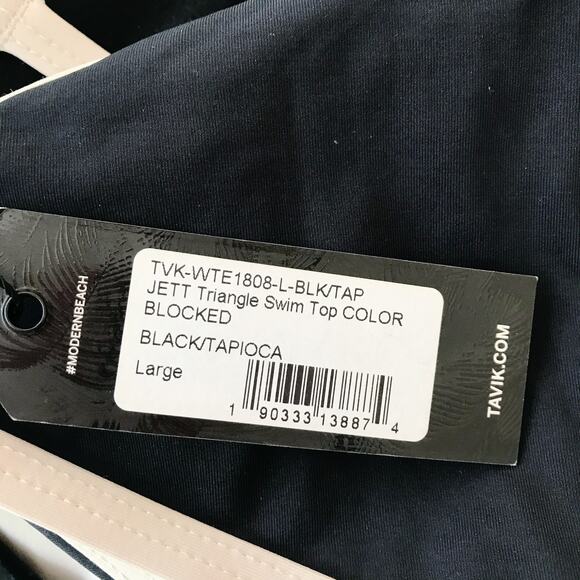 #MODERNBEACH
TVK-WTE1808-L-BLK/TAP
JETT Triangle Swim Top COLOR
BLOCKED
BLACK/TAPIOCA
Large
1 90333 13887 4
TAVIK.COM